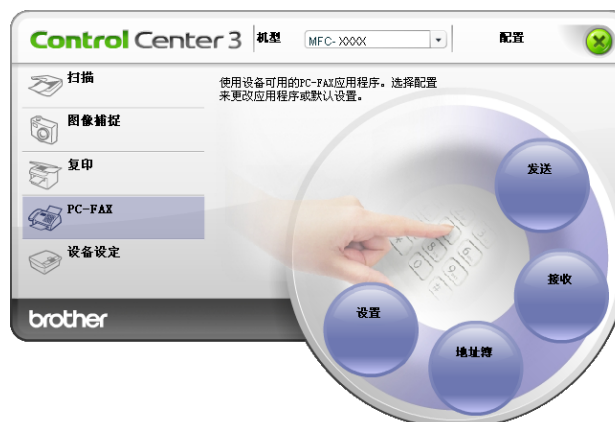 Control Center 3 机型 MFC-XXXX 配置
扫描
使用设备可用的PC-FAX应用程序。选择配置
来更改应用程序或默认设置。
图像捕捉
复印
PC-FAX
设备设定
发送
接收
设置
地址簿
brother